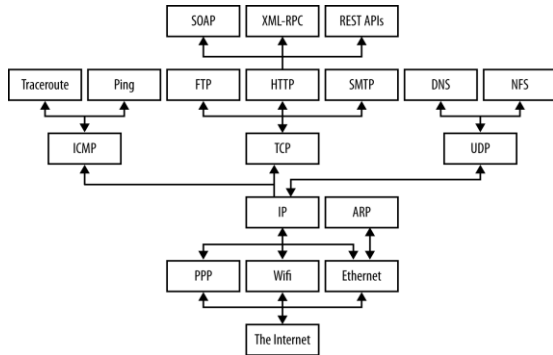 SOAP
XML-RPC
REST APIs
Traceroute
Ping
FTP
HTTP
SMTP
DNS
NFS
ICMP
TCP
UDP
IP
ARP
PPP
Wifi
Ethernet
The Internet